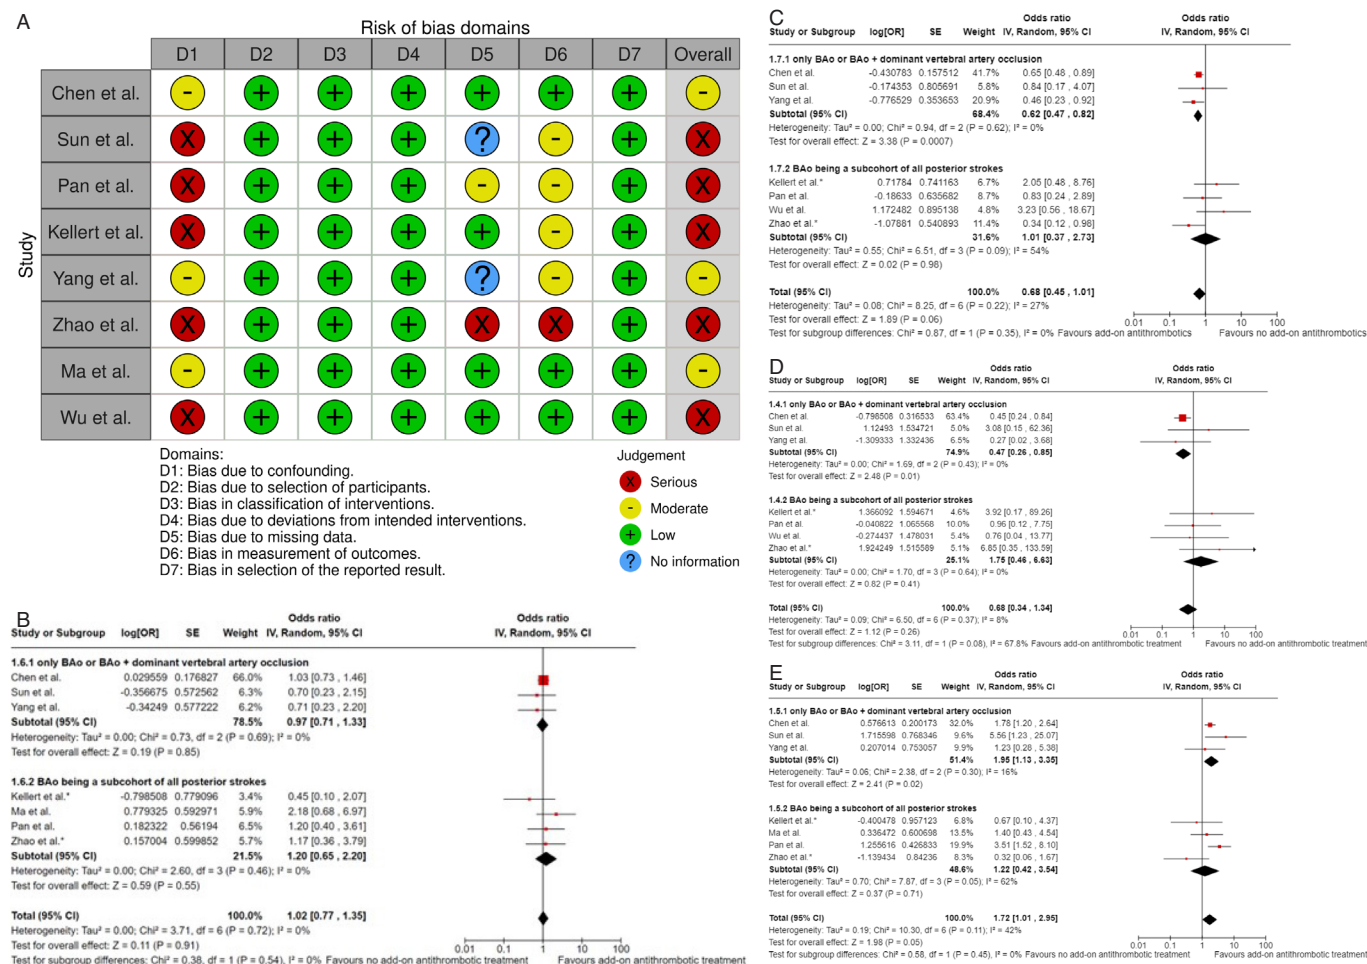 A
Risk of bias domains
D1 D2 D3 D4 D5 D6 D7 Overall
Study
Chen et al. - + + + + + + -
Sun et al. X + + + ? - + X
Pan et al. X + + + - - + X
Kellert et al. X + + + + - + X
Yang et al. - + + + ? - + -
Zhao et al. X + + + X X + X
Ma et al. - + + + + + + -
Wu et al. X + + + + + + X
Domains:
D1: Bias due to confounding.
D2: Bias due to selection of participants.
D3: Bias in classification of interventions.
D4: Bias due to deviations from intended interventions.
D5: Bias due to missing data.
D6: Bias in measurement of outcomes.
D7: Bias in selection of the reported result.
Judgement
X Serious
- Moderate
+ Low
? No information
B
Odds ratio Odds ratio
Study or Subgroup log[OR] SE Weight IV, Random, 95% CI IV, Random, 95% CI
1.6.1 only BAo or BAo + dominant vertebral artery occlusion
Chen et al. 0.029559 0.176827 66.0% 1.03 [0.73 , 1.46]
Sun et al. -0.356675 0.572562 6.3% 0.70 [0.23 , 2.15]
Yang et al. -0.34249 0.577222 6.2% 0.71 [0.23 , 2.20]
Subtotal (95% CI) 78.5% 0.97 [0.71 , 1.33]
Heterogeneity: Tau² = 0.00; Chi² = 0.73, df = 2 (P = 0.69); I² = 0%
Test for overall effect: Z = 0.19 (P = 0.85)
1.6.2 BAo being a subcohort of all posterior strokes
Kellert et al.* -0.798508 0.779096 3.4% 0.45 [0.10 , 2.07]
Ma et al. 0.779325 0.592971 5.9% 2.18 [0.68 , 6.97]
Pan et al. 0.182322 0.56194 6.5% 1.20 [0.40 , 3.61]
Zhao et al.* 0.157004 0.599852 5.7% 1.17 [0.36 , 3.79]
Subtotal (95% CI) 21.5% 1.20 [0.65 , 2.20]
Heterogeneity: Tau² = 0.00; Chi² = 2.60, df = 3 (P = 0.46); I² = 0%
Test for overall effect: Z = 0.59 (P = 0.55)
Total (95% CI) 100.0% 1.02 [0.77 , 1.35]
Heterogeneity: Tau² = 0.00; Chi² = 3.71, df = 6 (P = 0.72); I² = 0%
Test for overall effect: Z = 0.11 (P = 0.91)
0.01 0.1 1 10 100
Test for subgroup differences: Chi² = 0.38, df = 1 (P = 0.54), I² = 0% Favours no add-on antithrombotic treatment Favours add-on antithrombotic treatment
C
Odds ratio Odds ratio
Study or Subgroup log[OR] SE Weight IV, Random, 95% CI IV, Random, 95% CI
1.7.1 only BAo or BAo + dominant vertebral artery occlusion
Chen et al. -0.430783 0.157512 41.7% 0.65 [0.48 , 0.89]
Sun et al. -0.174353 0.805691 5.8% 0.84 [0.17 , 4.07]
Yang et al. -0.776529 0.353653 20.9% 0.46 [0.23 , 0.92]
Subtotal (95% CI) 68.4% 0.62 [0.47 , 0.82]
Heterogeneity: Tau² = 0.00; Chi² = 0.94, df = 2 (P = 0.62); I² = 0%
Test for overall effect: Z = 3.38 (P = 0.0007)
1.7.2 BAo being a subcohort of all posterior strokes
Kellert et al.* 0.71784 0.741163 6.7% 2.05 [0.48 , 8.76]
Pan et al. -0.18633 0.635682 8.7% 0.83 [0.24 , 2.89]
Wu et al. 1.172482 0.895138 4.8% 3.23 [0.56 , 18.67]
Zhao et al.* -1.07881 0.540893 11.4% 0.34 [0.12 , 0.98]
Subtotal (95% CI) 31.6% 1.01 [0.37 , 2.73]
Heterogeneity: Tau² = 0.55; Chi² = 6.51, df = 3 (P = 0.09); I² = 54%
Test for overall effect: Z = 0.02 (P = 0.98)
Total (95% CI) 100.0% 0.68 [0.45 , 1.01]
Heterogeneity: Tau² = 0.08; Chi² = 8.25, df = 6 (P = 0.22); I² = 27%
Test for overall effect: Z = 1.89 (P = 0.06)
0.01 0.1 1 10 100
Test for subgroup differences: Chi² = 0.87, df = 1 (P = 0.35), I² = 0% Favours add-on antithrombotics Favours no add-on antithrombotics
D
Odds ratio Odds ratio
Study or Subgroup log[OR] SE Weight IV, Random, 95% CI IV, Random, 95% CI
1.4.1 only BAo or BAo + dominant vertebral artery occlusion
Chen et al. -0.798508 0.316533 63.4% 0.45 [0.24 , 0.84]
Sun et al. 1.12493 1.534721 5.0% 3.08 [0.15 , 62.36]
Yang et al. -1.309333 1.332436 6.5% 0.27 [0.02 , 3.68]
Subtotal (95% CI) 74.9% 0.47 [0.26 , 0.85]
Heterogeneity: Tau² = 0.00; Chi² = 1.69, df = 2 (P = 0.43); I² = 0%
Test for overall effect: Z = 2.48 (P = 0.01)
1.4.2 BAo being a subcohort of all posterior strokes
Kellert et al.* 1.366092 1.594671 4.6% 3.92 [0.17 , 89.26]
Pan et al. -0.040822 1.065568 10.0% 0.96 [0.12 , 7.75]
Wu et al. -0.274437 1.478031 5.4% 0.76 [0.04 , 13.77]
Zhao et al.* 1.924249 1.515589 5.1% 6.85 [0.35 , 133.59]
Subtotal (95% CI) 25.1% 1.75 [0.46 , 6.63]
Heterogeneity: Tau² = 0.00; Chi² = 1.70, df = 3 (P = 0.64); I² = 0%
Test for overall effect: Z = 0.82 (P = 0.41)
Total (95% CI) 100.0% 0.68 [0.34 , 1.34]
Heterogeneity: Tau² = 0.09; Chi² = 6.50, df = 6 (P = 0.37); I² = 8%
Test for overall effect: Z = 1.12 (P = 0.26)
0.01 0.1 1 10 100
Test for subgroup differences: Chi² = 3.11, df = 1 (P = 0.08), I² = 67.8% Favours add-on antithrombotic treatment Favours no add-on antithrombotic treatment
E
Odds ratio Odds ratio
Study or Subgroup log[OR] SE Weight IV, Random, 95% CI IV, Random, 95% CI
1.5.1 only BAo or BAo + dominant vertebral artery occlusion
Chen et al. 0.576613 0.200173 32.0% 1.78 [1.20 , 2.64]
Sun et al. 1.715598 0.768346 9.6% 5.56 [1.23 , 25.07]
Yang et al. 0.207014 0.753057 9.9% 1.23 [0.28 , 5.38]
Subtotal (95% CI) 51.4% 1.95 [1.13 , 3.35]
Heterogeneity: Tau² = 0.06; Chi² = 2.38, df = 2 (P = 0.30); I² = 16%
Test for overall effect: Z = 2.41 (P = 0.02)
1.5.2 BAo being a subcohort of all posterior strokes
Kellert et al.* -0.400478 0.957123 6.8% 0.67 [0.10 , 4.37]
Ma et al. 0.336472 0.600698 13.5% 1.40 [0.43 , 4.54]
Pan et al. 1.255616 0.426833 19.9% 3.51 [1.52 , 8.10]
Zhao et al.* -1.139434 0.84236 8.3% 0.32 [0.06 , 1.67]
Subtotal (95% CI) 48.6% 1.22 [0.42 , 3.54]
Heterogeneity: Tau² = 0.70; Chi² = 7.87, df = 3 (P = 0.05); I² = 62%
Test for overall effect: Z = 0.37 (P = 0.71)
Total (95% CI) 100.0% 1.72 [1.01 , 2.95]
Heterogeneity: Tau² = 0.19; Chi² = 10.30, df = 6 (P = 0.11); I² = 42%
Test for overall effect: Z = 1.98 (P = 0.05)
0.01 0.1 1 10 100
Test for subgroup differences: Chi² = 0.58, df = 1 (P = 0.45), I² = 0% Favours no add-on antithrombotic treatment Favours add-on antithrombotic treatment